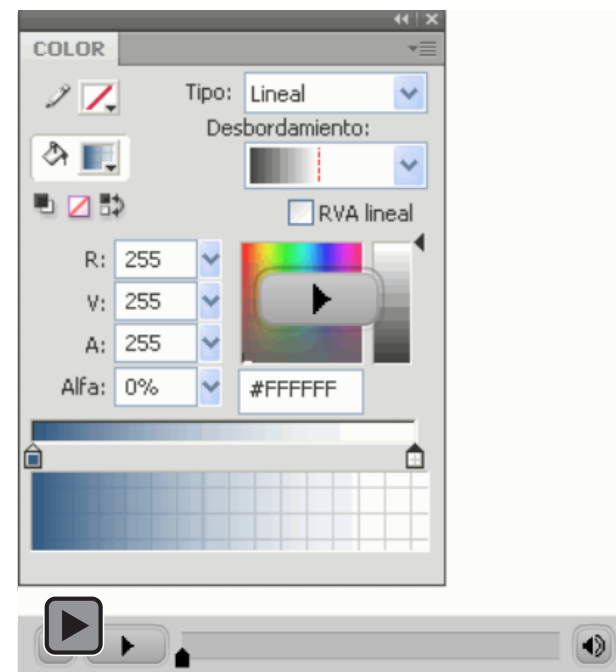 COLOR
Tipo: Lineal
Desbordamiento:
RVA lineal
R: 255
V: 255
A: 255
Alfa: 0% #FFFFFF